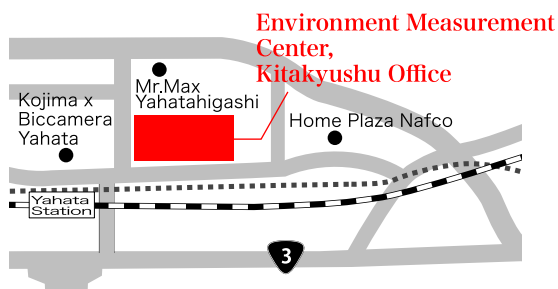 Environment Measurement
Center,
Kitakyushu Office
Mr.Max
Yahatahigashi
Kojima x
Biccamera
Yahata
Home Plaza Nafco
Yahata
Station
3